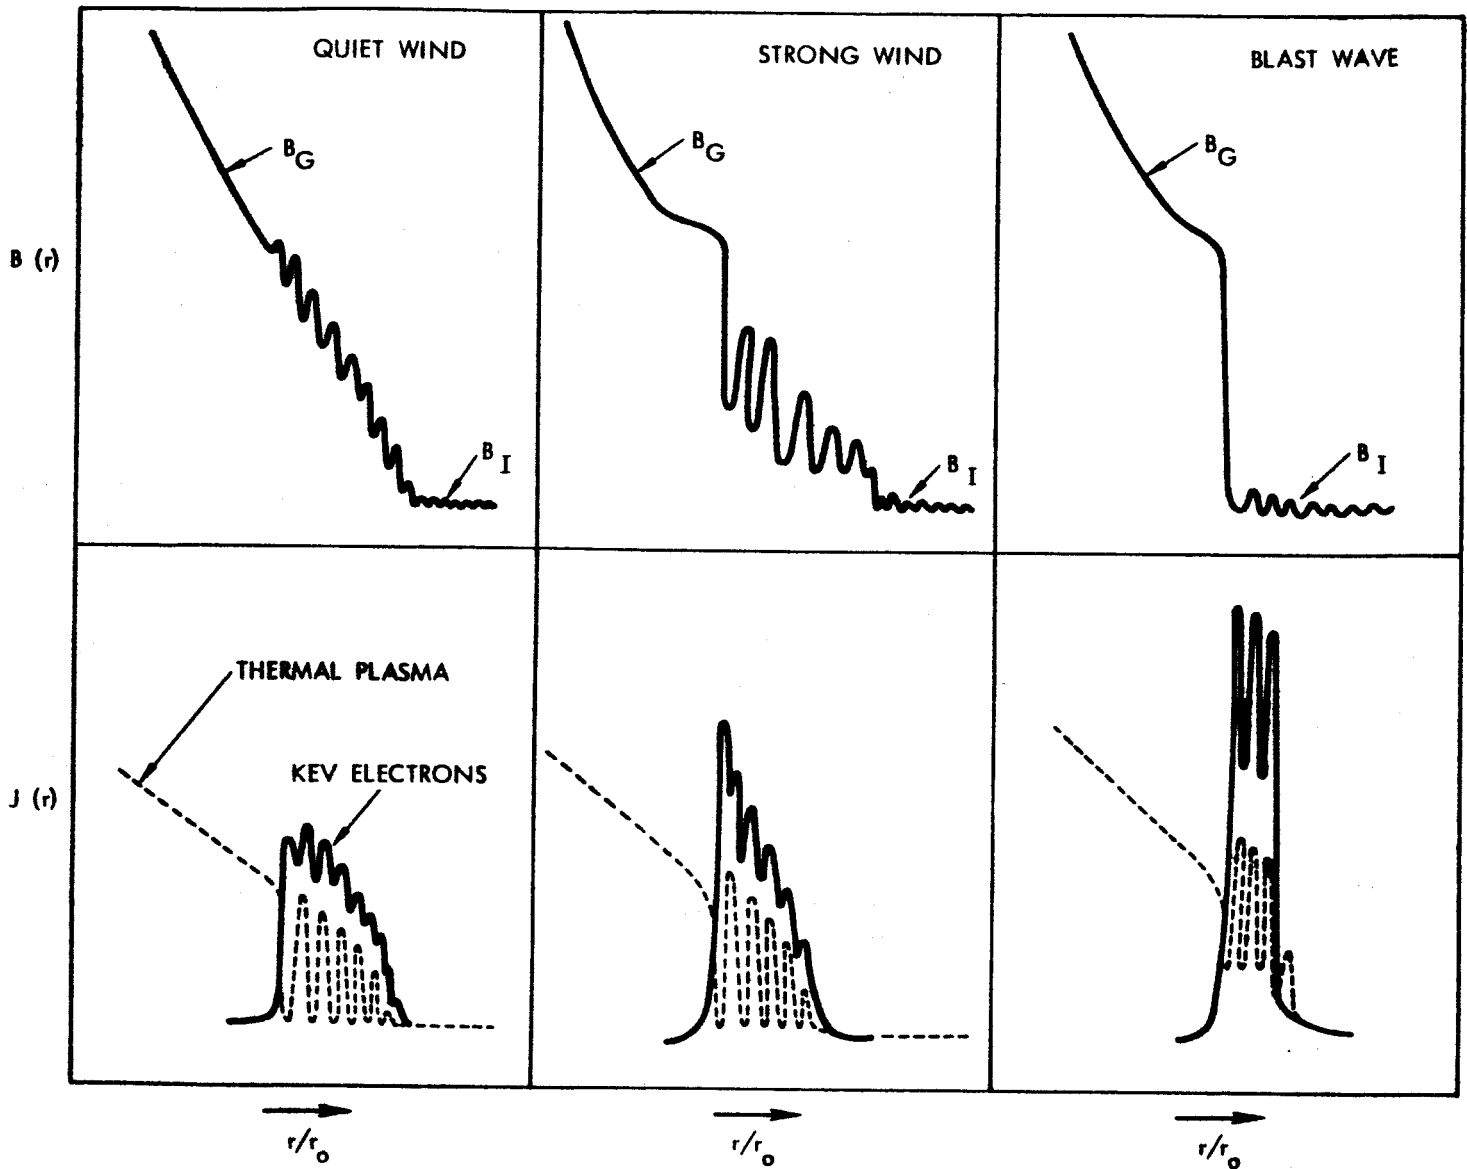 QUIET WIND
STRONG WIND
BLAST WAVE
B_G
B_G
B_G
B (r)
B_I
B_I
B_I
THERMAL PLASMA
KEV ELECTRONS
J (r)
r/r_o
r/r_o
r/r_o